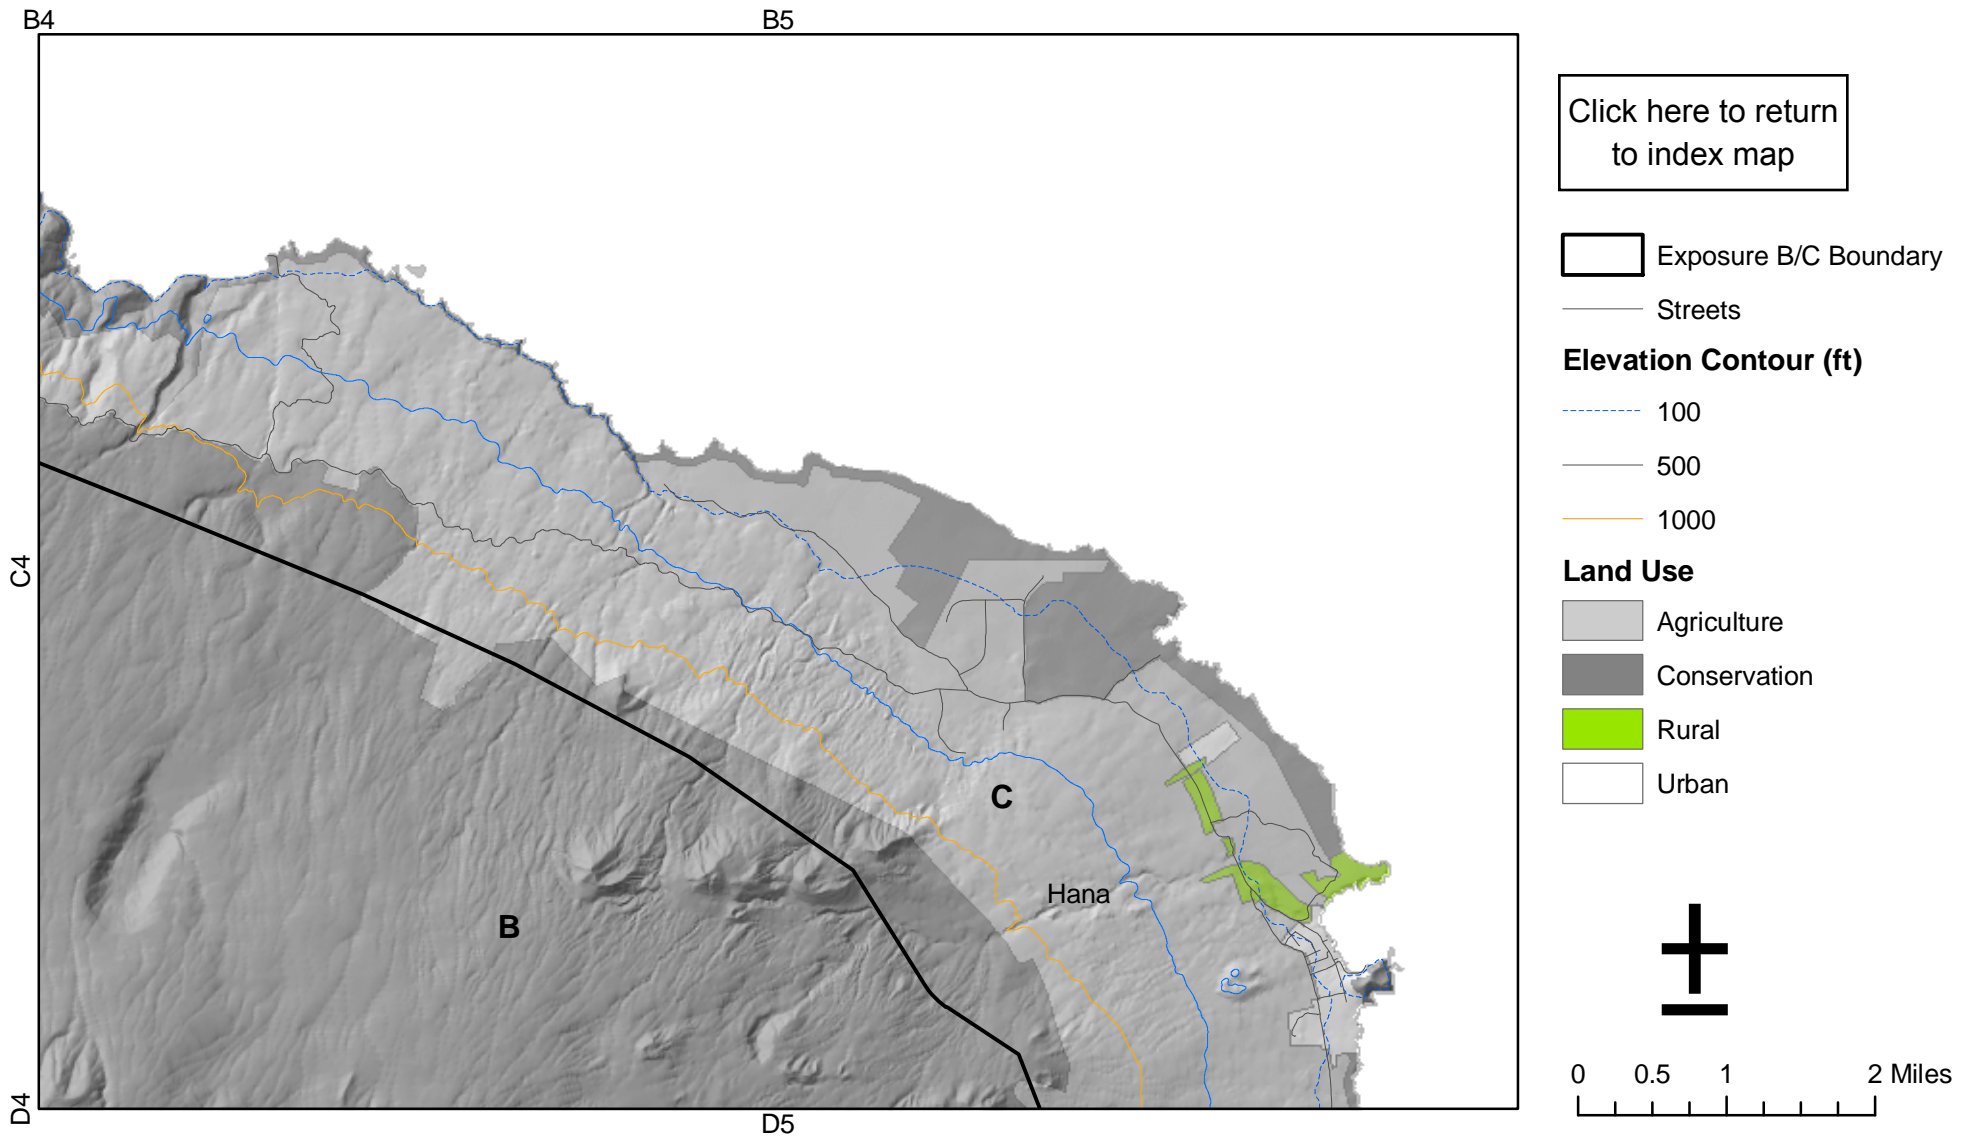 B4
B5
Click here to return
to index map
Exposure B/C Boundary
Streets
Elevation Contour (ft)
100
500
1000
Land Use
Agriculture
Conservation
Rural
Urban
C4
C
Hana
B
0 0.5 1 2 Miles
D4
D5